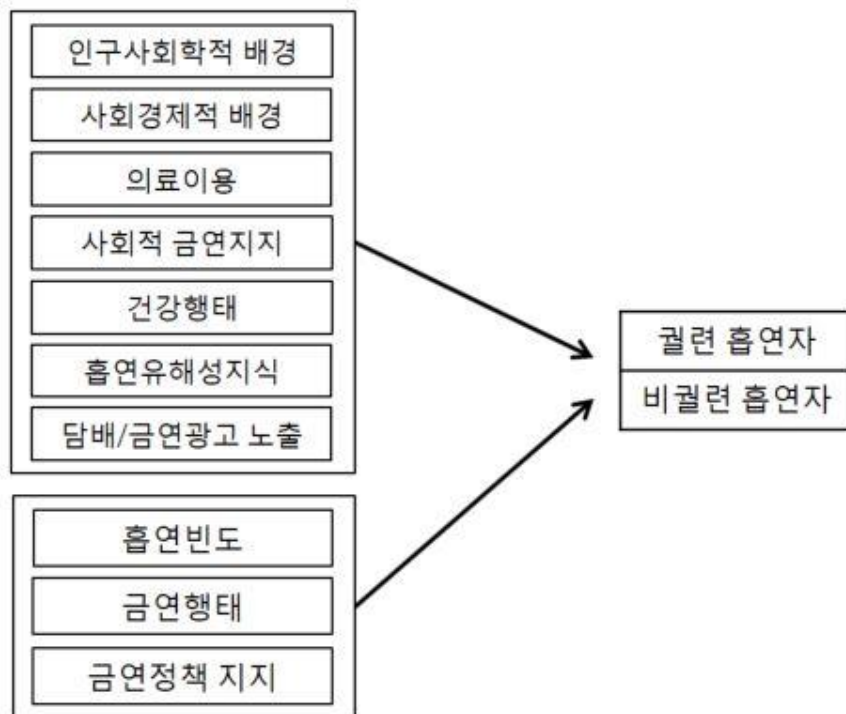 인구사회학적 배경
사회경제적 배경
의료이용
사회적 금연지지
건강행태
흡연유해성지식
담배/금연광고 노출
흡연빈도
금연행태
금연정책 지지
궐련 흡연자
비궐련 흡연자